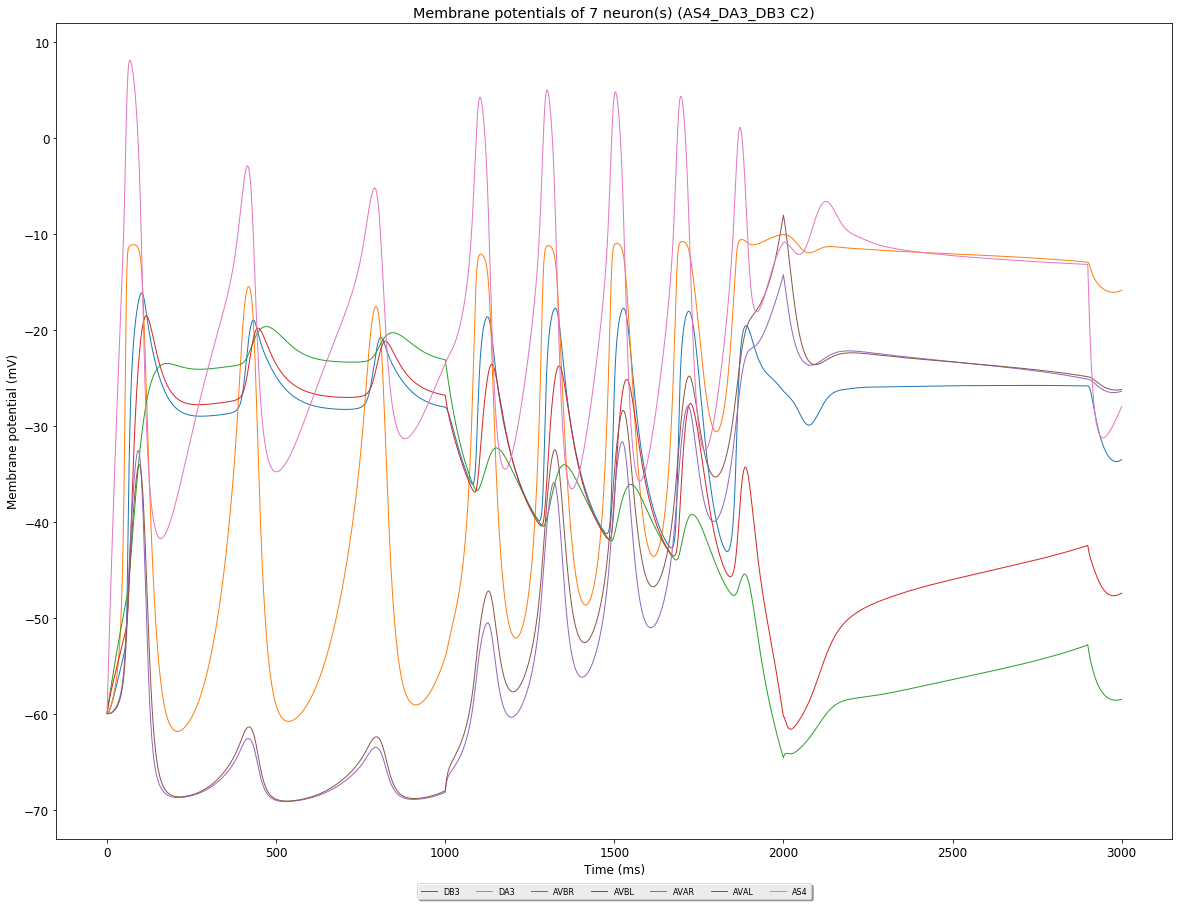 Membrane potentials of 7 neuron(s) (AS4_DA3_DB3 C2)
10
0
−10
−20
−30
−40
−50
−60
−70
Membrane potential (mV)
0 500 1000 1500 2000 2500 3000
Time (ms)
DB3 DA3 AVBR AVBL AVAR AVAL AS4